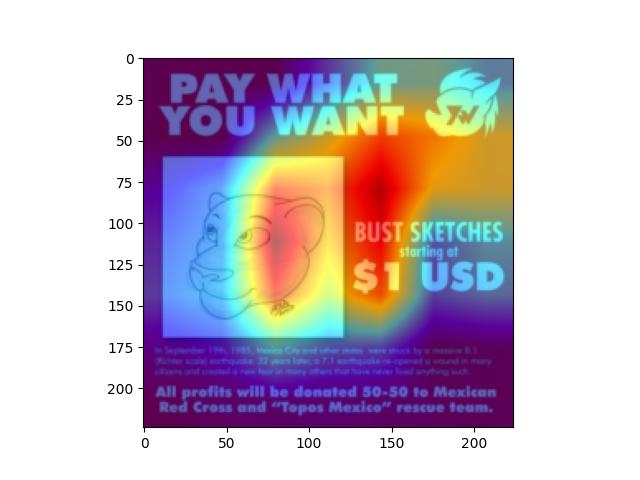 PAY WHAT
YOU WANT
BUST SKETCHES
starting at
$1 USD
In September 19th, 1985, Mexico City and other states were struck by a massive 8.1
(Richter scale) earthquake. 32 years later, a 7.1 earthquake re-opened a wound in many
citizens and created a new fear in many others that have never lived anything such.
All profits will be donated 50-50 to Mexican
Red Cross and "Topos Mexico" rescue team.
0
25
50
75
100
125
150
175
200
0 50 100 150 200